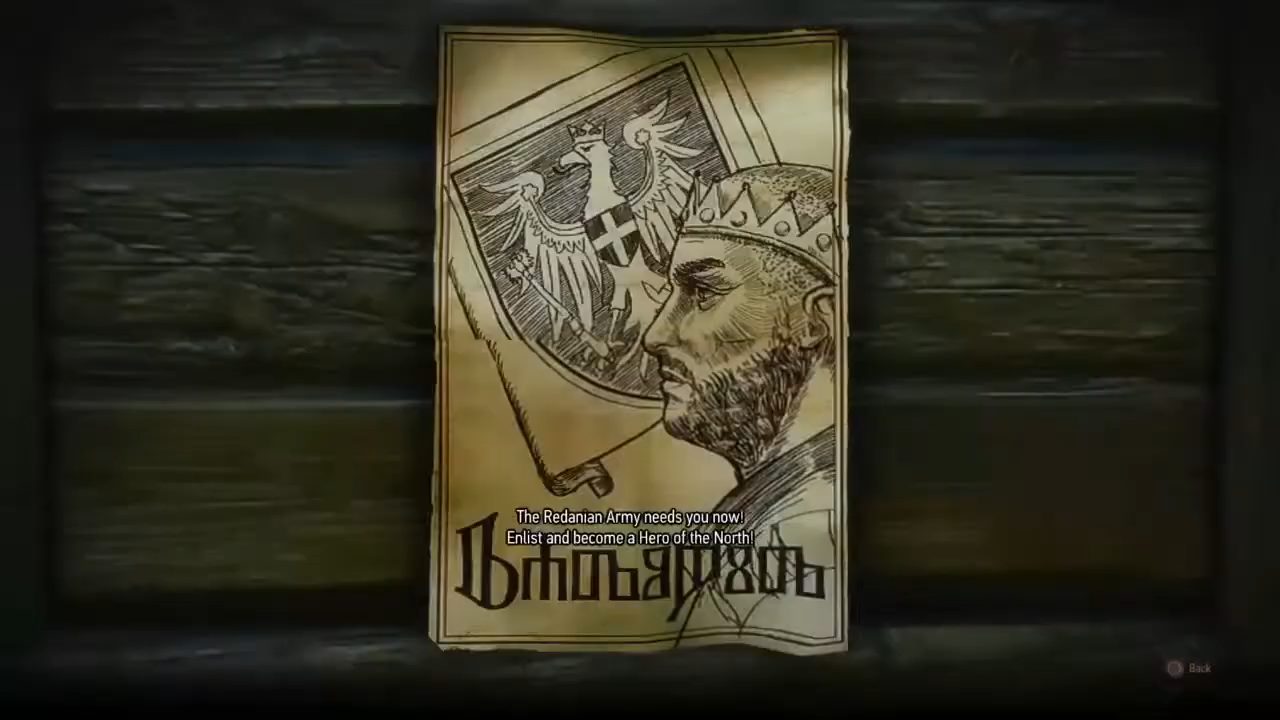 The Redanian Army needs you now!
Enlist and become a Hero of the North!
Back